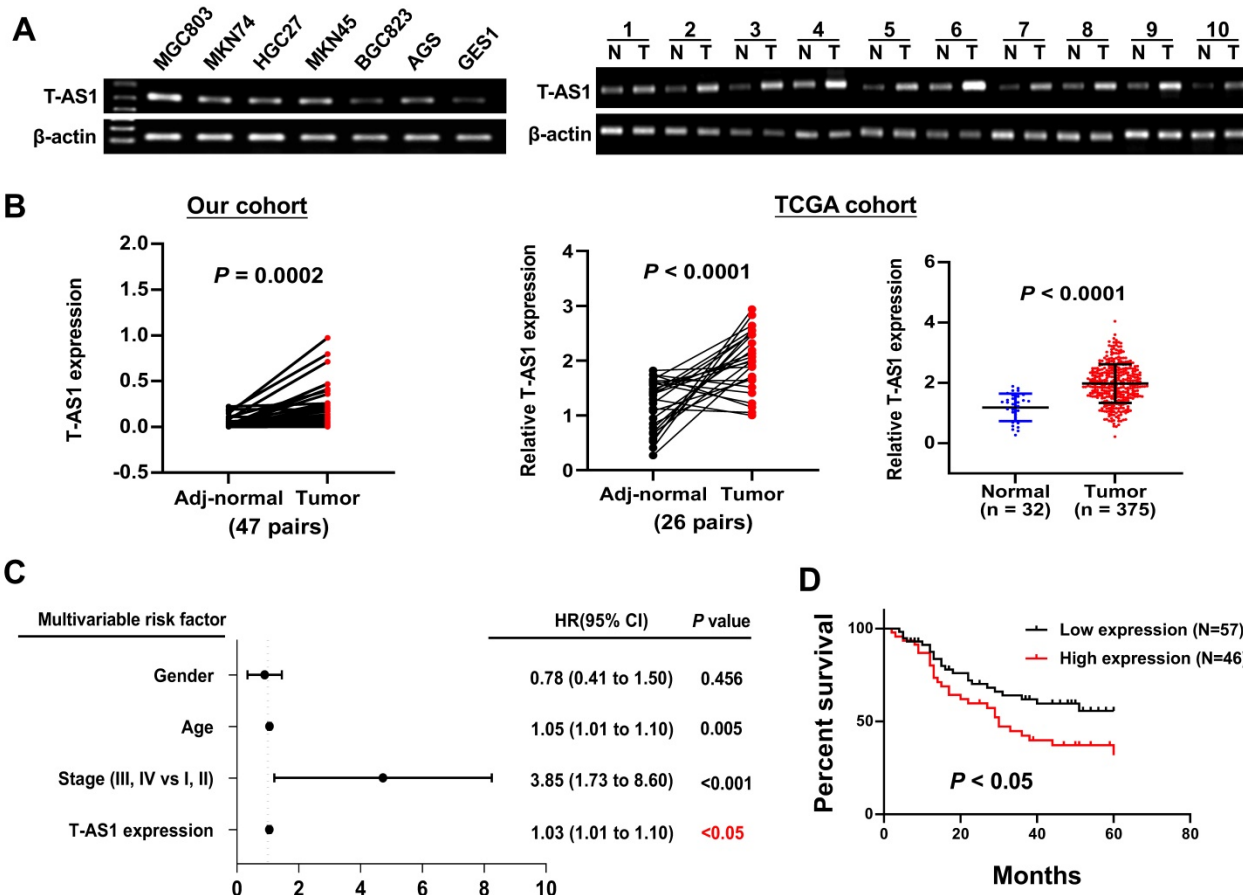 A
MGC803 MKN74 HGC27 MKN45 BGC823 AGS GES1
T-AS1
β-actin
1 2 3 4 5 6 7 8 9 10
N T N T N T N T N T N T N T N T N T N T
T-AS1
β-actin
B
Our cohort
T-AS1 expression
2.0
1.5
1.0
0.5
0.0
-0.5
P = 0.0002
Adj-normal Tumor
(47 pairs)
TCGA cohort
Relative T-AS1 expression
4
3
2
1
0
P < 0.0001
Adj-normal Tumor
(26 pairs)
Relative T-AS1 expression
6
4
2
0
P < 0.0001
Normal Tumor
(n = 32) (n = 375)
C
Multivariable risk factor HR(95% CI) P value
Gender 0.78 (0.41 to 1.50) 0.456
Age 1.05 (1.01 to 1.10) 0.005
Stage (III, IV vs I, II) 3.85 (1.73 to 8.60) <0.001
T-AS1 expression 1.03 (1.01 to 1.10) <0.05
0 2 4 6 8 10
D
Percent survival
100
50
0
Low expression (N=57)
High expression (N=46)
P < 0.05
0 20 40 60 80
Months